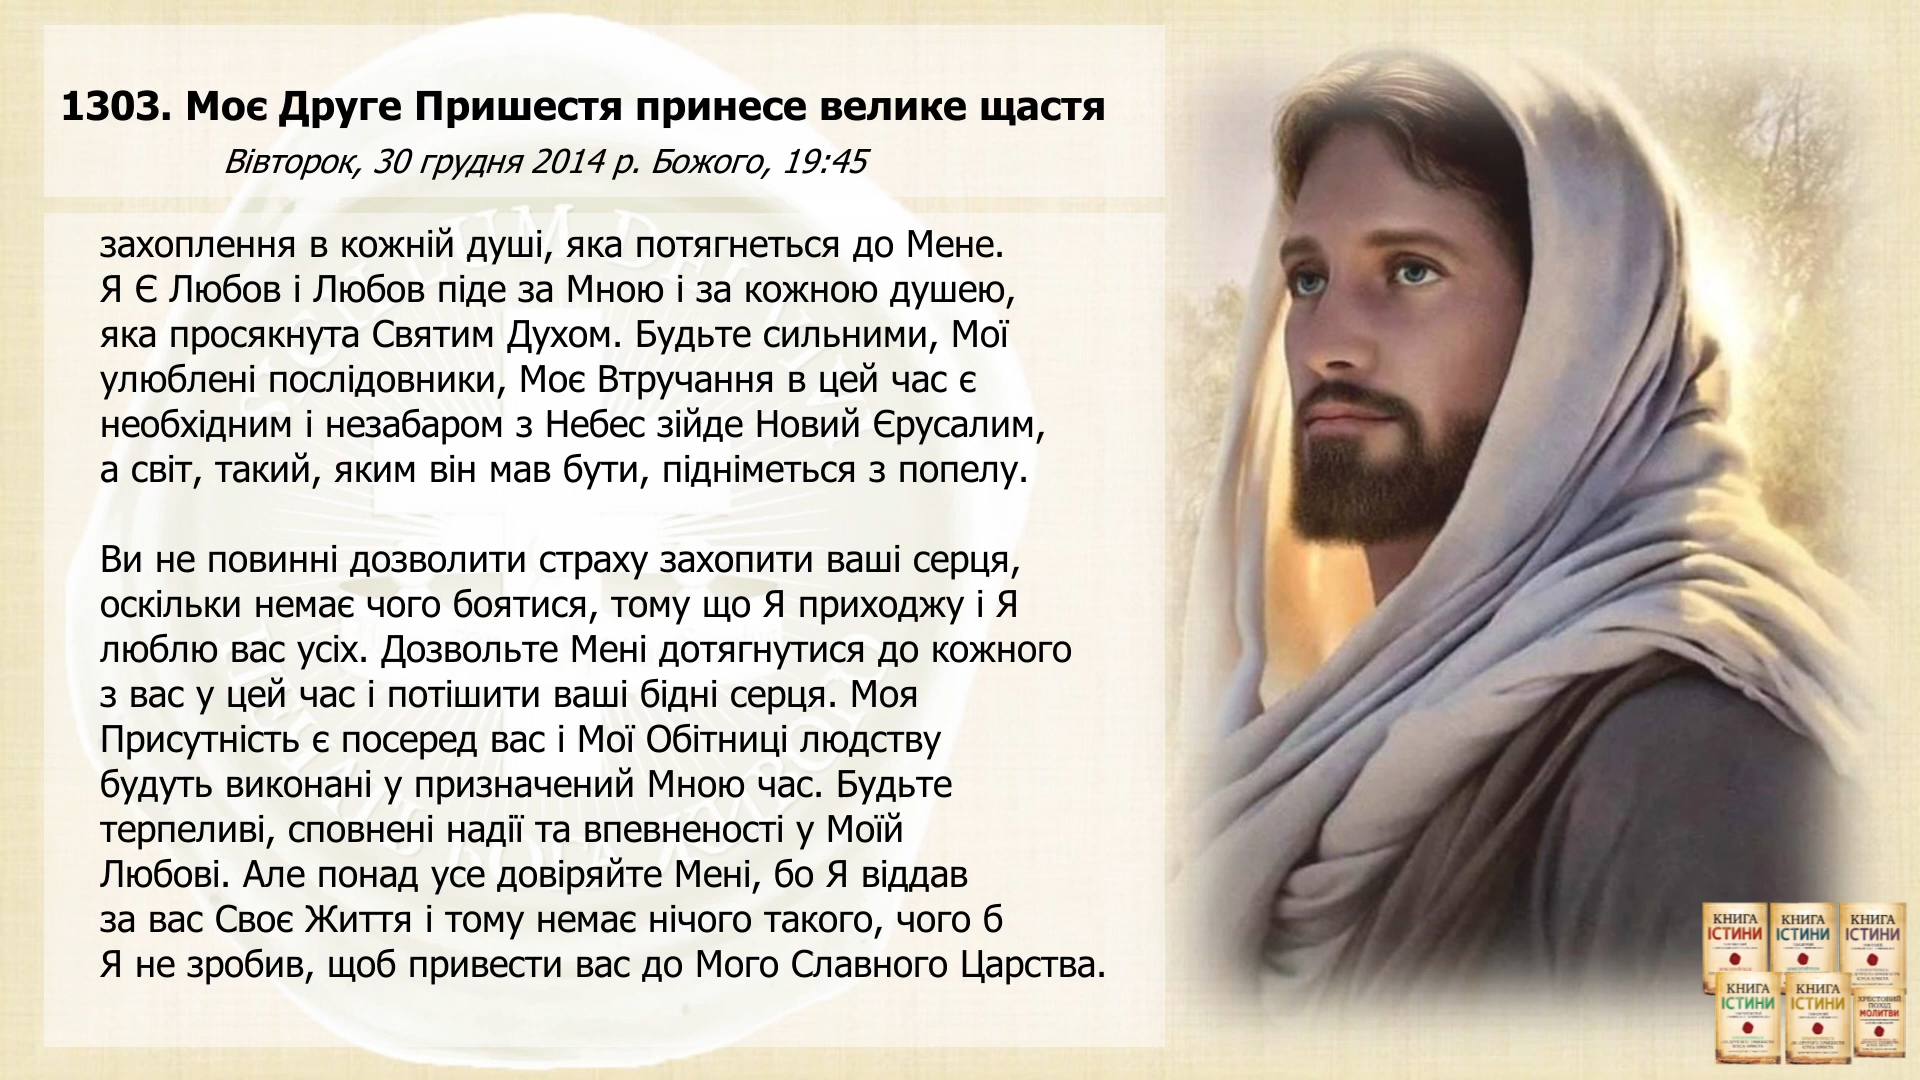 1303. Моє Друге Пришестя принесе велике щастя
Вівторок, 30 грудня 2014 р. Божого, 19:45
захоплення в кожній душі, яка потягнеться до Мене.
Я Є Любов і Любов піде за Мною і за кожною душею,
яка просякнута Святим Духом. Будьте сильними, Мої
улюблені послідовники, Моє Втручання в цей час є
необхідним і незабаром з Небес зійде Новий Єрусалим,
а світ, такий, яким він мав бути, підніметься з попелу.
Ви не повинні дозволити страху захопити ваші серця,
оскільки немає чого боятися, тому що Я приходжу і Я
люблю вас усіх. Дозвольте Мені дотягнутися до кожного
з вас у цей час і потішити ваші бідні серця. Моя
Присутність є посеред вас і Мої Обітниці людству
будуть виконані у призначений Мною час. Будьте
терпеливі, сповнені надії та впевненості у Моїй
Любові. Але понад усе довіряйте Мені, бо Я віддав
за вас Своє Життя і тому немає нічого такого, чого б
Я не зробив, щоб привести вас до Мого Славного Царства.
КНИГА ІСТИНИ
КНИГА ІСТИНИ
КНИГА ІСТИНИ
КНИГА ІСТИНИ
КНИГА ІСТИНИ
ХРЕСТОВИЙ ПОХІД МОЛИТВИ